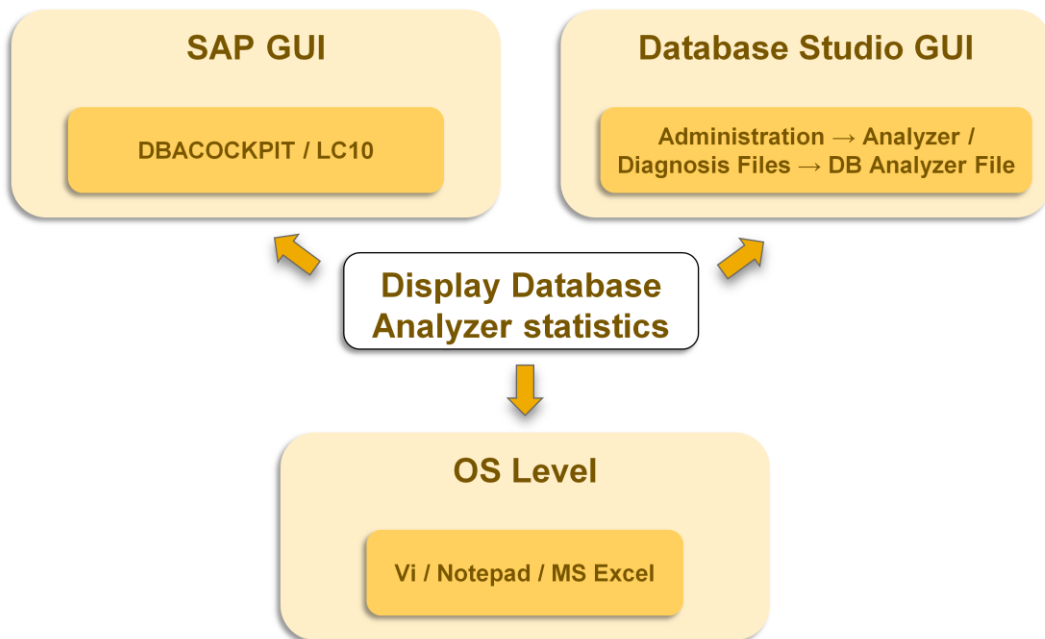 SAP GUI
DBACOCKPIT / LC10
Database Studio GUI
Administration → Analyzer /
Diagnosis Files → DB Analyzer File
Display Database
Analyzer statistics
OS Level
Vi / Notepad / MS Excel